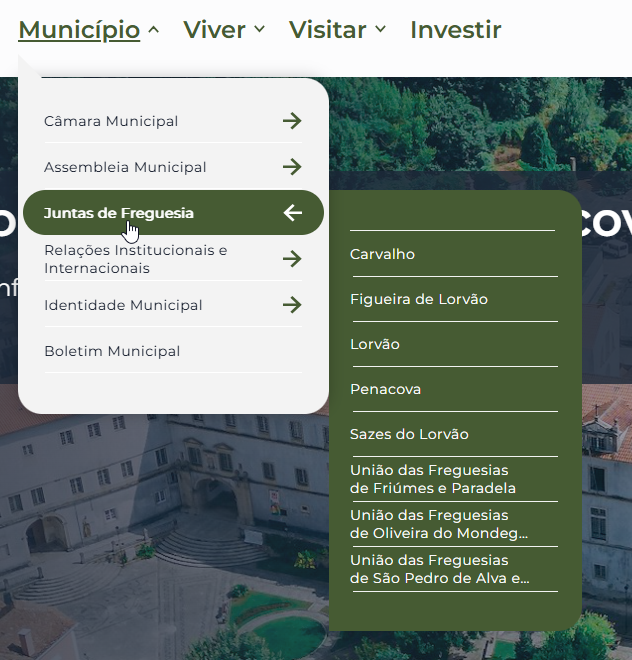 Município Viver Visitar Investir
Câmara Municipal
Assembleia Municipal
Juntas de Freguesia
Relações Institucionais e
Internacionais
Identidade Municipal
Boletim Municipal
Carvalho
Figueira de Lorvão
Lorvão
Penacova
Sazes do Lorvão
União das Freguesias
de Friúmes e Paradela
União das Freguesias
de Oliveira do Mondeg...
União das Freguesias
de São Pedro de Alva e...